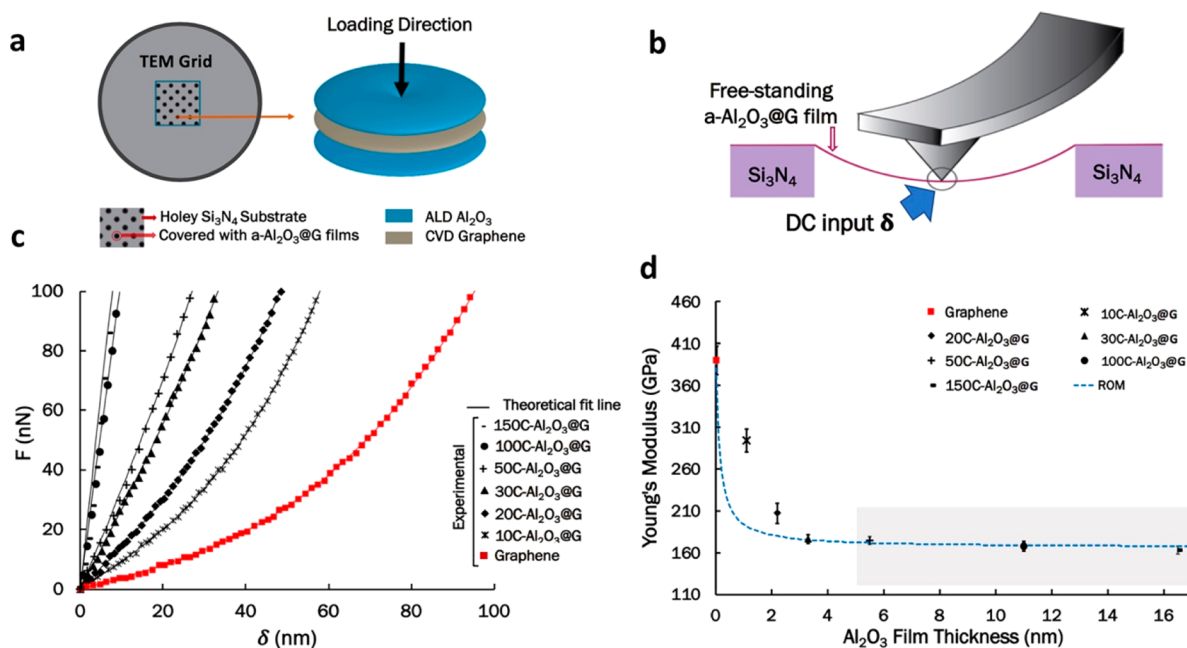 a
TEM Grid
Loading Direction
Holey Si₃N₄ Substrate
Covered with a-Al₂O₃@G films
ALD Al₂O₃
CVD Graphene
b
Free-standing
a-Al₂O₃@G film
Si₃N₄
Si₃N₄
DC input δ
c
100
80
60
40
20
0
F (nN)
0
20
40
60
80
100
δ (nm)
Theoretical fit line
Experimental
150C-Al₂O₃@G
100C-Al₂O₃@G
50C-Al₂O₃@G
30C-Al₂O₃@G
20C-Al₂O₃@G
10C-Al₂O₃@G
Graphene
d
460
410
360
310
260
210
160
110
Young's Modulus (GPa)
0
2
4
6
8
10
12
14
16
Al₂O₃ Film Thickness (nm)
Graphene
10C-Al₂O₃@G
20C-Al₂O₃@G
30C-Al₂O₃@G
50C-Al₂O₃@G
100C-Al₂O₃@G
150C-Al₂O₃@G
ROM